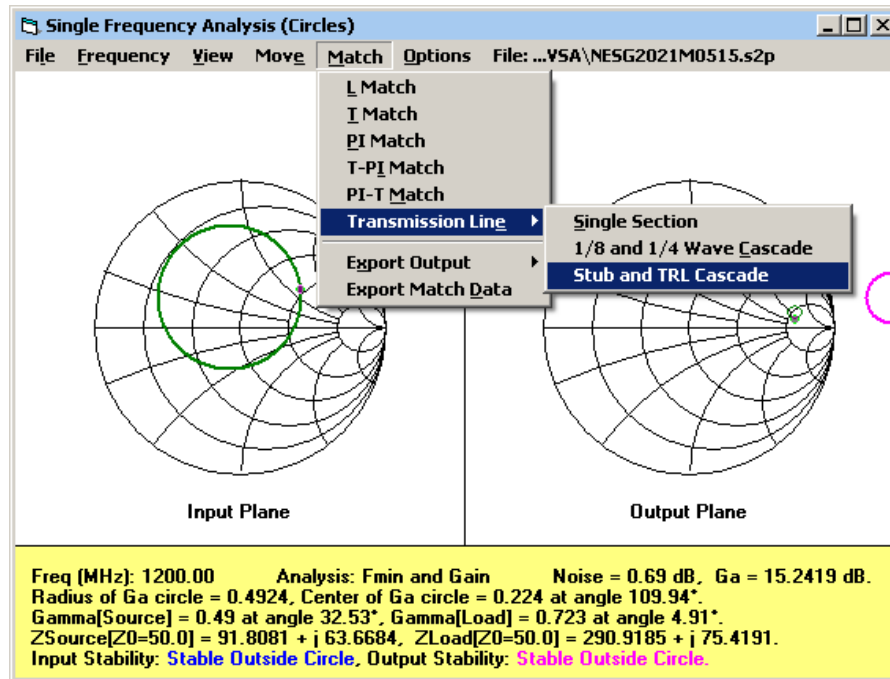 Single Frequency Analysis (Circles)
File Frequency View Move Match Options File: ...VSA\NESG2021M0515.s2p
L Match
T Match
PI Match
T-PI Match
PI-T Match
Transmission Line
Single Section
1/8 and 1/4 Wave Cascade
Stub and TRL Cascade
Export Output
Export Match Data
Input Plane
Output Plane
Freq (MHz): 1200.00 Analysis: Fmin and Gain Noise = 0.69 dB, Ga = 15.2419 dB.
Radius of Ga circle = 0.4924, Center of Ga circle = 0.224 at angle 109.94°.
Gamma[Source] = 0.49 at angle 32.53°, Gamma[Load] = 0.723 at angle 4.91°.
ZSource[Z0=50.0] = 91.8081 + j 63.6684, ZLoad[Z0=50.0] = 290.9185 + j 75.4191.
Input Stability: Stable Outside Circle, Output Stability: Stable Outside Circle.